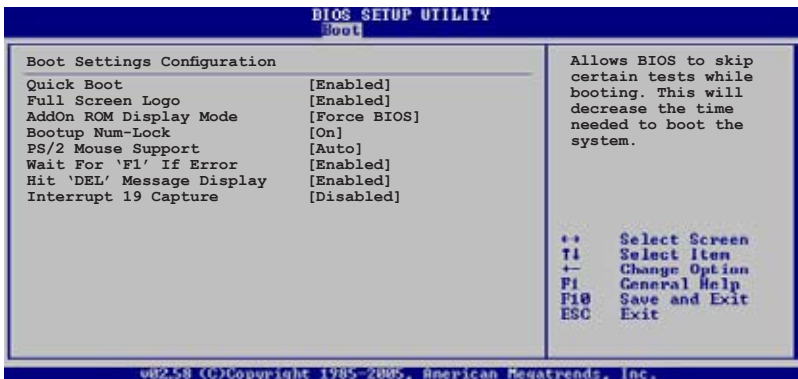 BIOS SETUP UTILITY
Boot
Boot Settings Configuration
Quick Boot [Enabled]
Full Screen Logo [Enabled]
AddOn ROM Display Mode [Force BIOS]
Bootup Num-Lock [On]
PS/2 Mouse Support [Auto]
Wait For ‘F1’ If Error [Enabled]
Hit ‘DEL’ Message Display [Enabled]
Interrupt 19 Capture [Disabled]
Allows BIOS to skip
certain tests while
booting. This will
decrease the time
needed to boot the
system.
←→ Select Screen
↑↓ Select Item
+- Change Option
F1 General Help
F10 Save and Exit
ESC Exit
v02.58 (C)Copyright 1985-2005, American Megatrends, Inc.